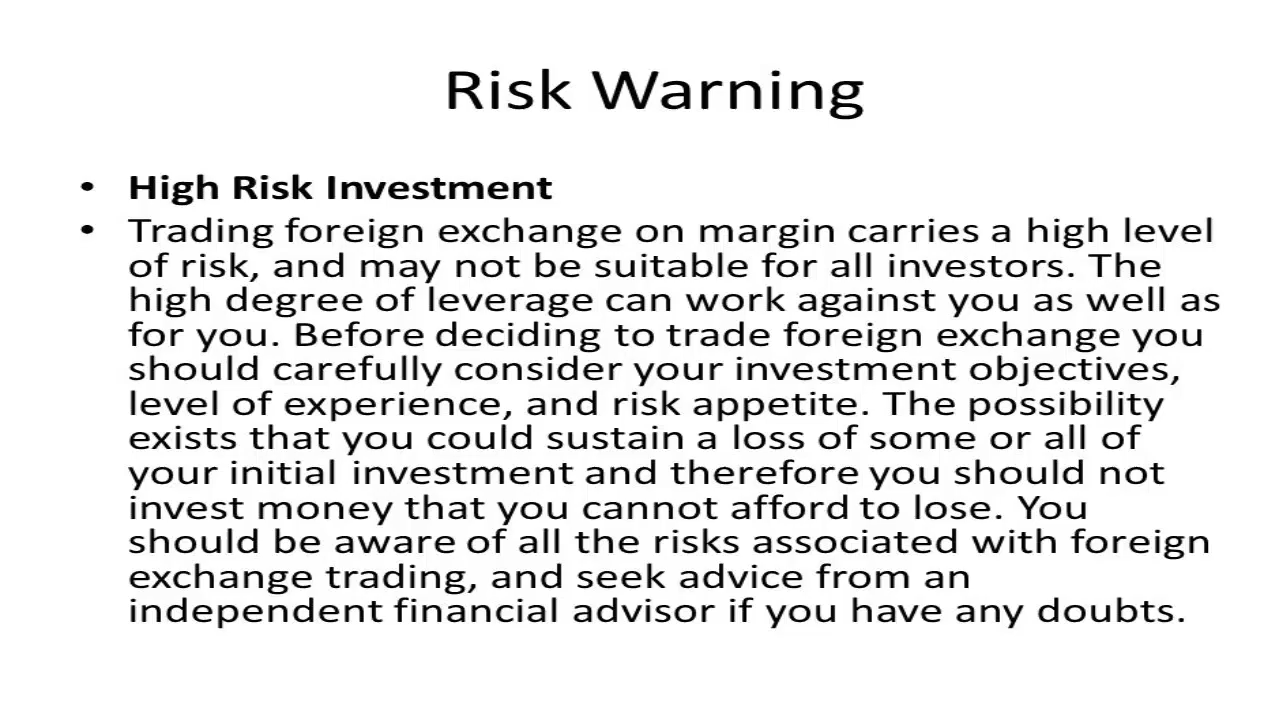 Risk Warning
• High Risk Investment
• Trading foreign exchange on margin carries a high level
of risk, and may not be suitable for all investors. The
high degree of leverage can work against you as well as
for you. Before deciding to trade foreign exchange you
should carefully consider your investment objectives,
level of experience, and risk appetite. The possibility
exists that you could sustain a loss of some or all of
your initial investment and therefore you should not
invest money that you cannot afford to lose. You
should be aware of all the risks associated with foreign
exchange trading, and seek advice from an
independent financial advisor if you have any doubts.